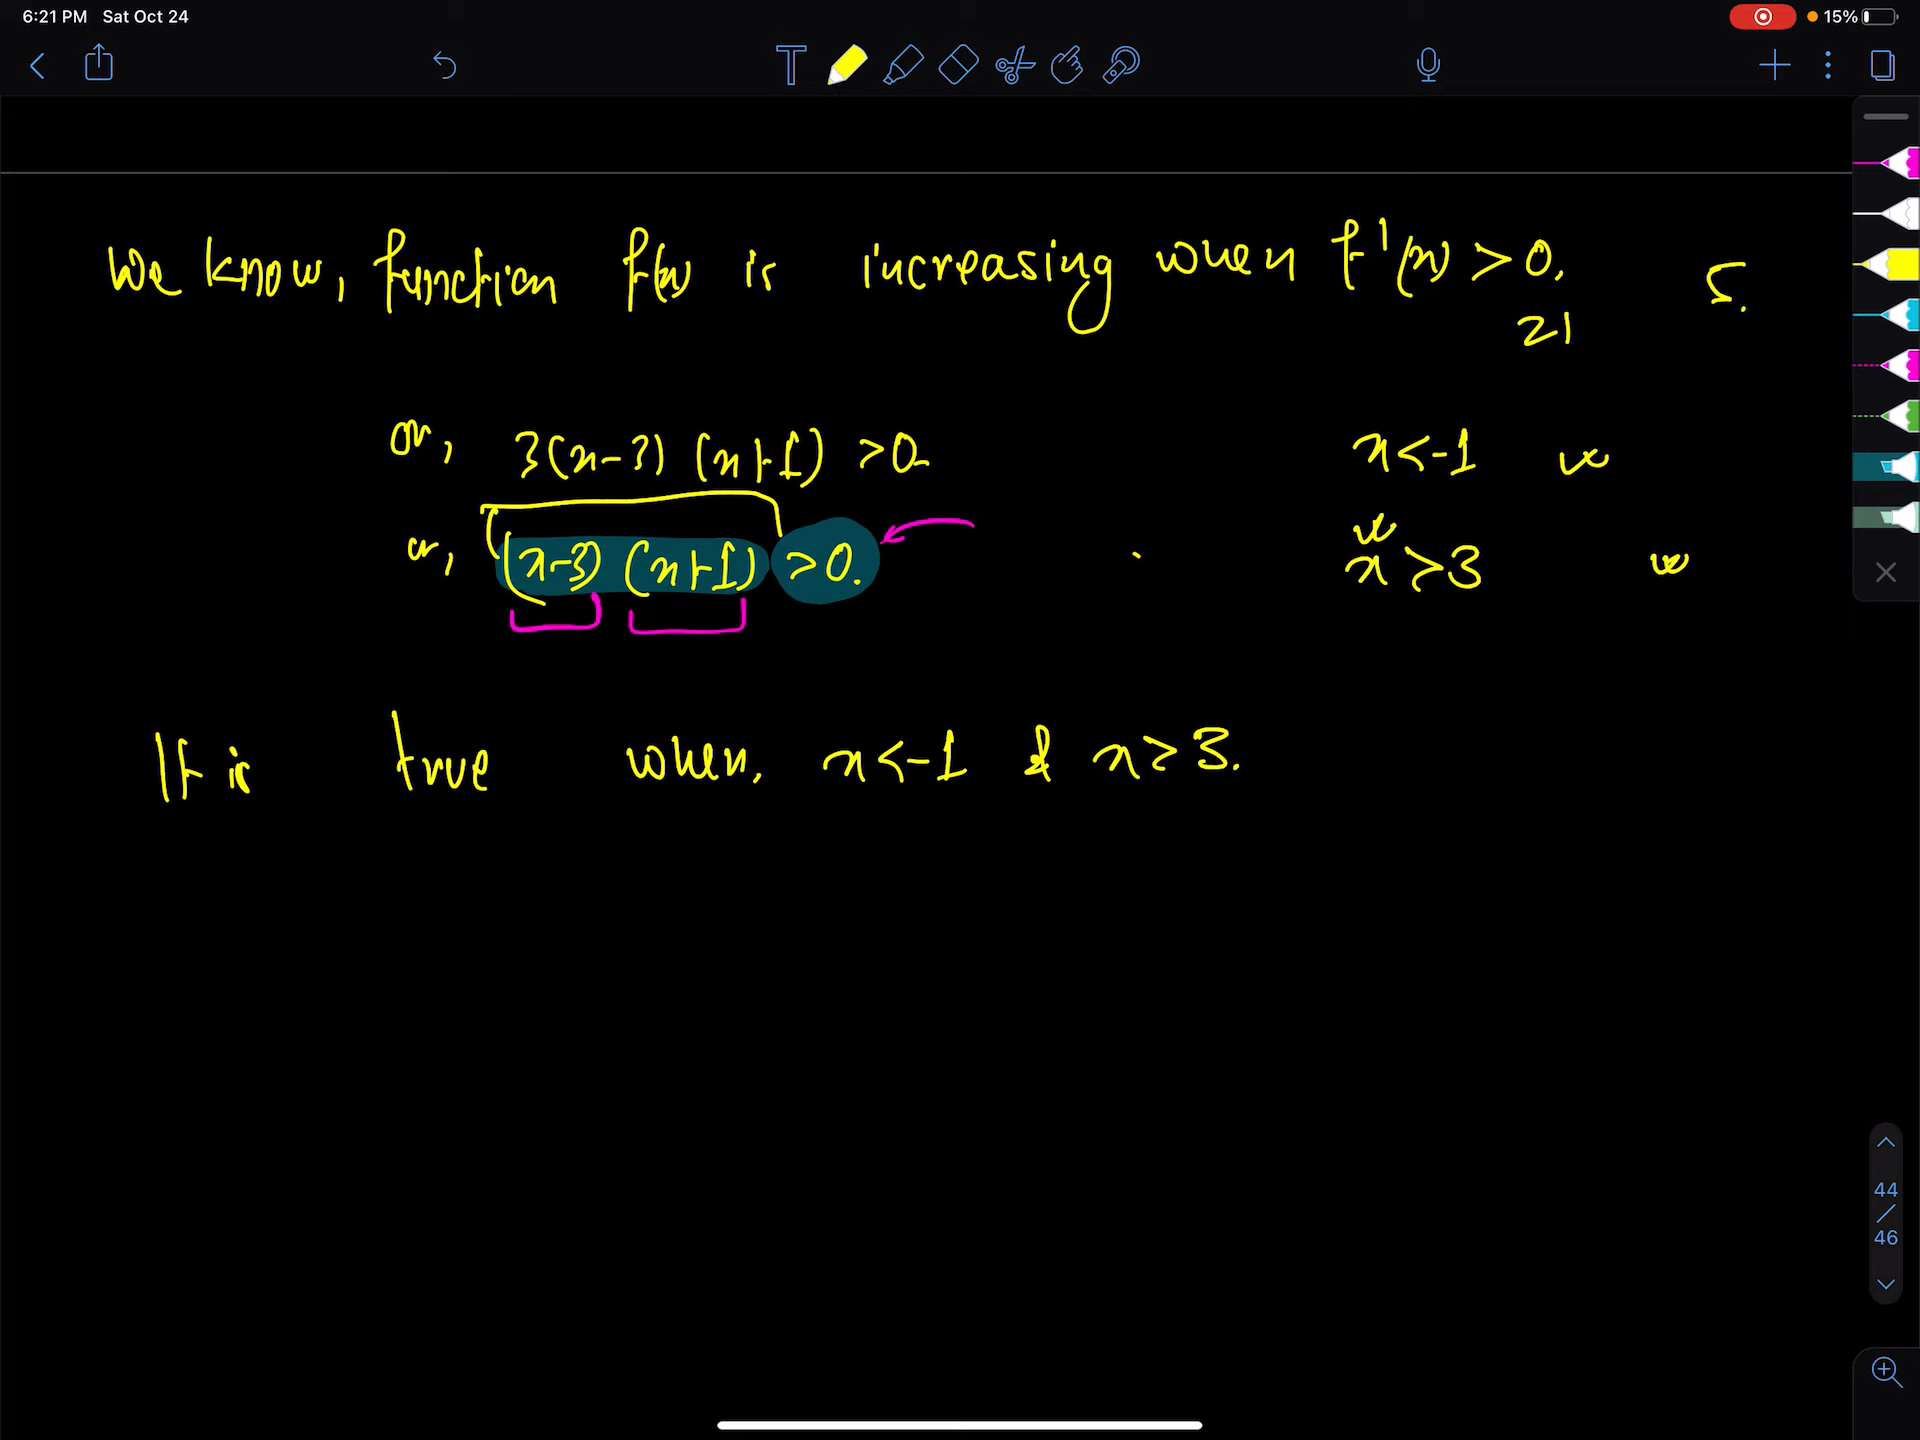 6:21 PM Sat Oct 24
15%
We know, function f(x) is increasing when f'(x) > 0, 5.
21
or, 3(x-3) (x+1) >0. x<-1
or, (x-3) (x+1) >0. x>3
It is true when, x<-1 & x>3.
44
/
46